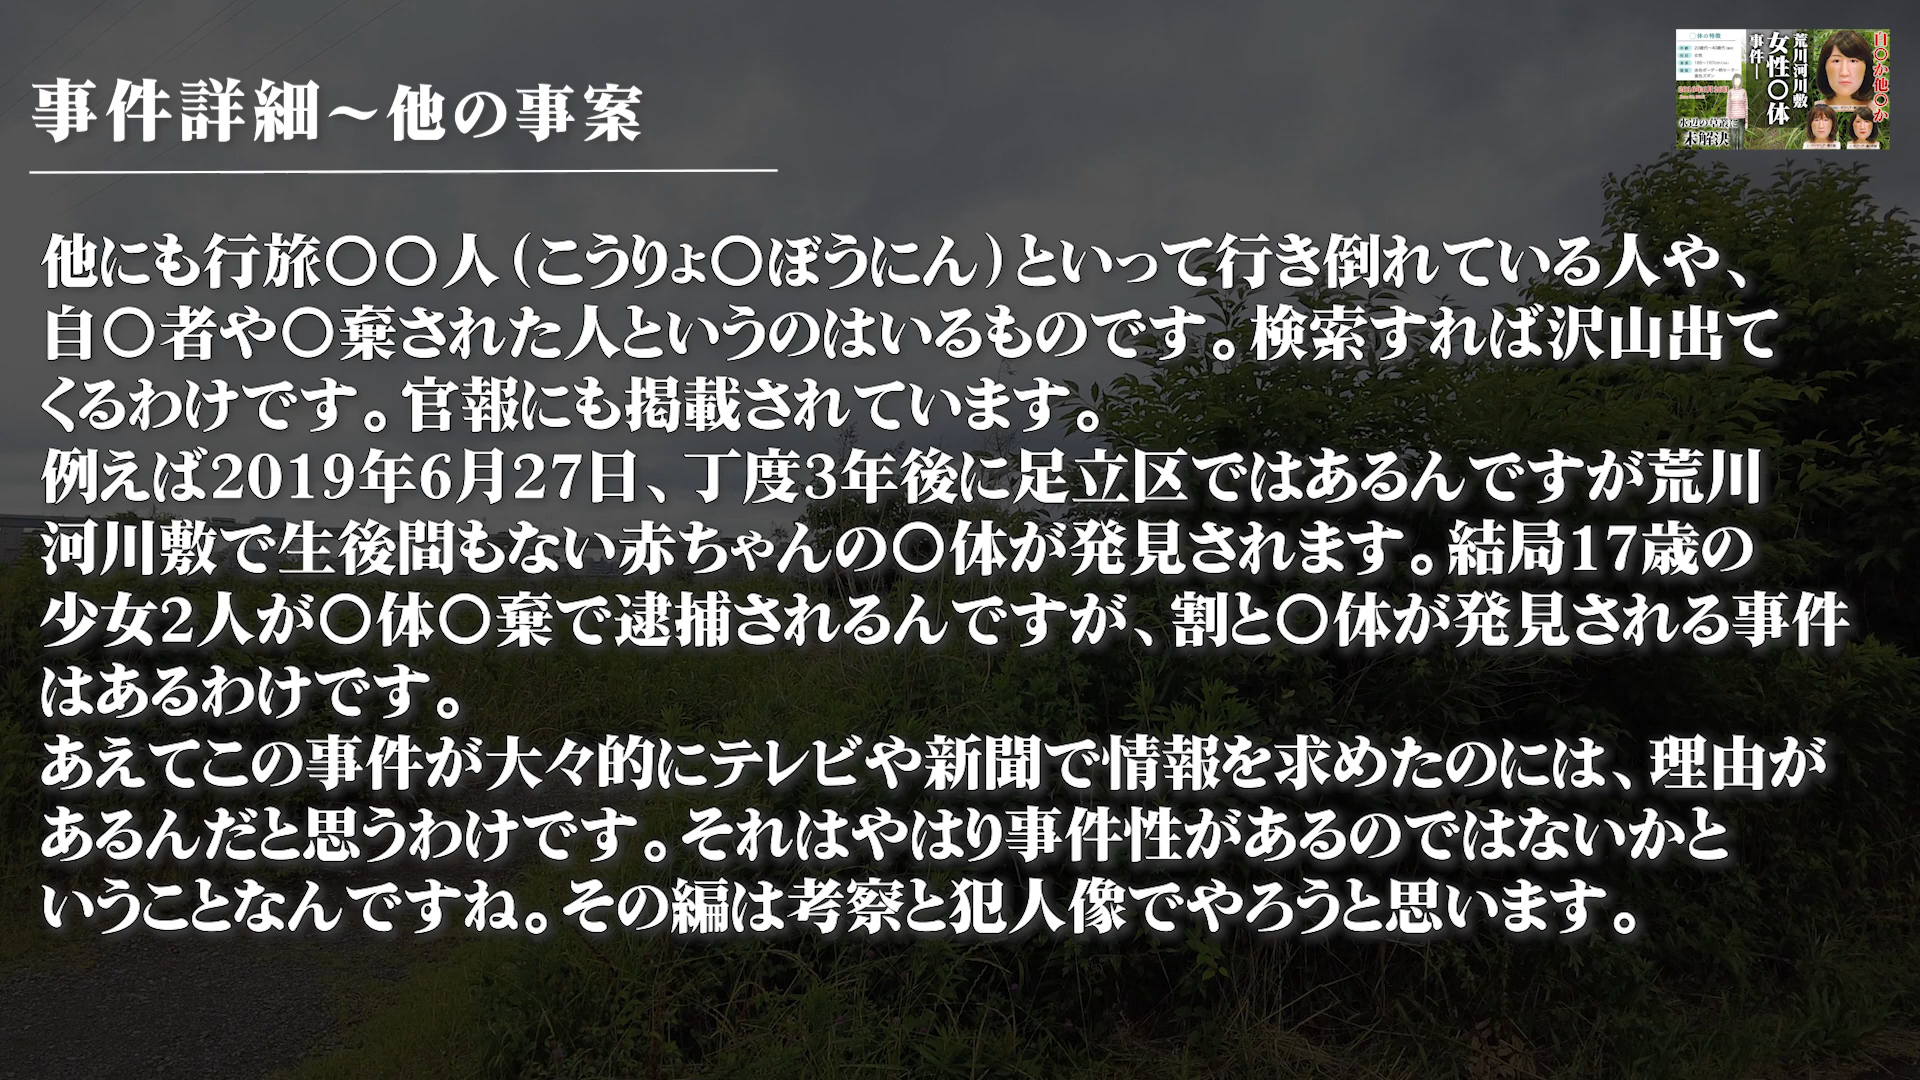 事件詳細～他の事案
他にも行旅〇〇人（こうりょ〇ぼうにん）といって行き倒れている人や、
自〇者や〇棄された人というのはいるものです。検索すれば沢山出て
くるわけです。官報にも掲載されています。
例えば2019年6月27日、丁度3年後に足立区ではあるんですが荒川
河川敷で生後間もない赤ちゃんの〇体が発見されます。結局17歳の
少女2人が〇体〇棄で逮捕されるんですが、割と〇体が発見される事件
はあるわけです。
あえてこの事件が大々的にテレビや新聞で情報を求めたのには、理由が
あるんだと思うわけです。それはやはり事件性があるのではないかと
いうことなんですね。その編は考察と犯人像でやろうと思います。
自〇か他〇か
荒川河川敷
女性〇体
事件
〇体の特徴
水辺の草叢に
未解決